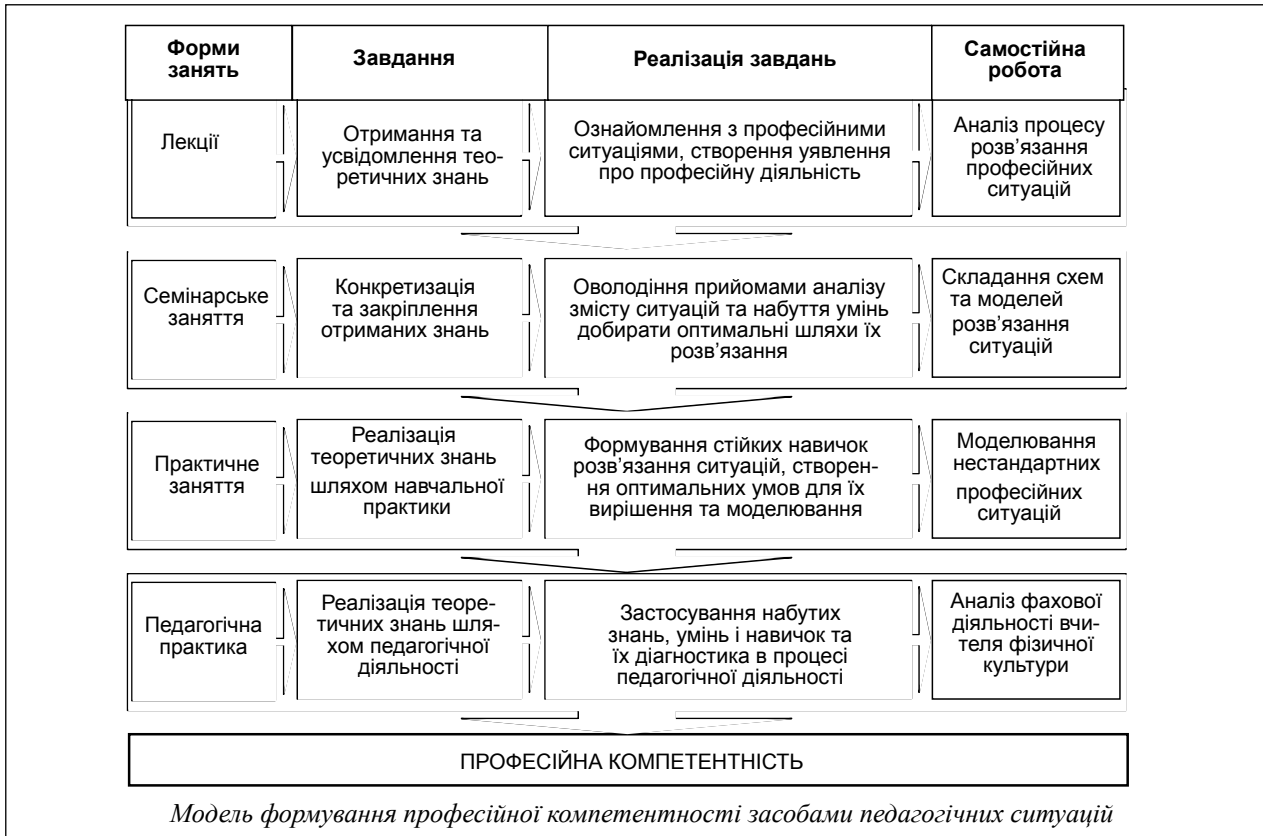 Форми
занять
Завдання
Реалізація завдань
Самостійна
робота
Лекції
Отримання та
усвідомлення тео-
ретичних знань
Ознайомлення з професійними
ситуаціями, створення уявлення
про професійну діяльність
Аналіз процесу
розв'язання
професійних
ситуацій
Семінарське
заняття
Конкретизація
та закріплення
отриманих знань
Оволодіння прийомами аналізу
змісту ситуацій та набуття умінь
добирати оптимальні шляхи їх
розв'язання
Складання схем
та моделей
розв'язання
ситуацій
Практичне
заняття
Реалізація
теоретичних знань
шляхом навчальної
практики
Формування стійких навичок
розв'язання ситуацій, створен-
ня оптимальних умов для їх
вирішення та моделювання
Моделювання
нестандартних
професійних
ситуацій
Педагогічна
практика
Реалізація теоре-
тичних знань шля-
хом педагогічної
діяльності
Застосування набутих
знань, умінь і навичок та
їх діагностика в процесі
педагогічної діяльності
Аналіз фахової
діяльності вчи-
теля фізичної
культури
ПРОФЕСІЙНА КОМПЕТЕНТНІСТЬ
Модель формування професійної компетентності засобами педагогічних ситуацій